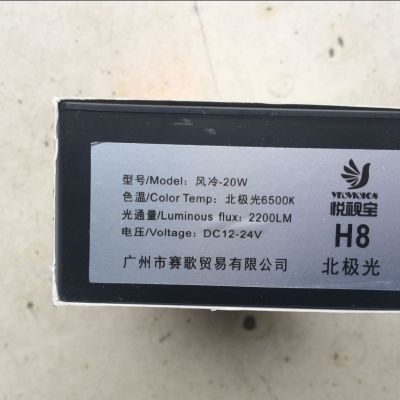 型号/Model: 风冷-20W
色温/Color Temp: 北极光6500K
光通量/Luminous flux: 2200LM
电压/Voltage: DC12-24V
广州市赛歌贸易有限公司
悦视宝
H8
北极光